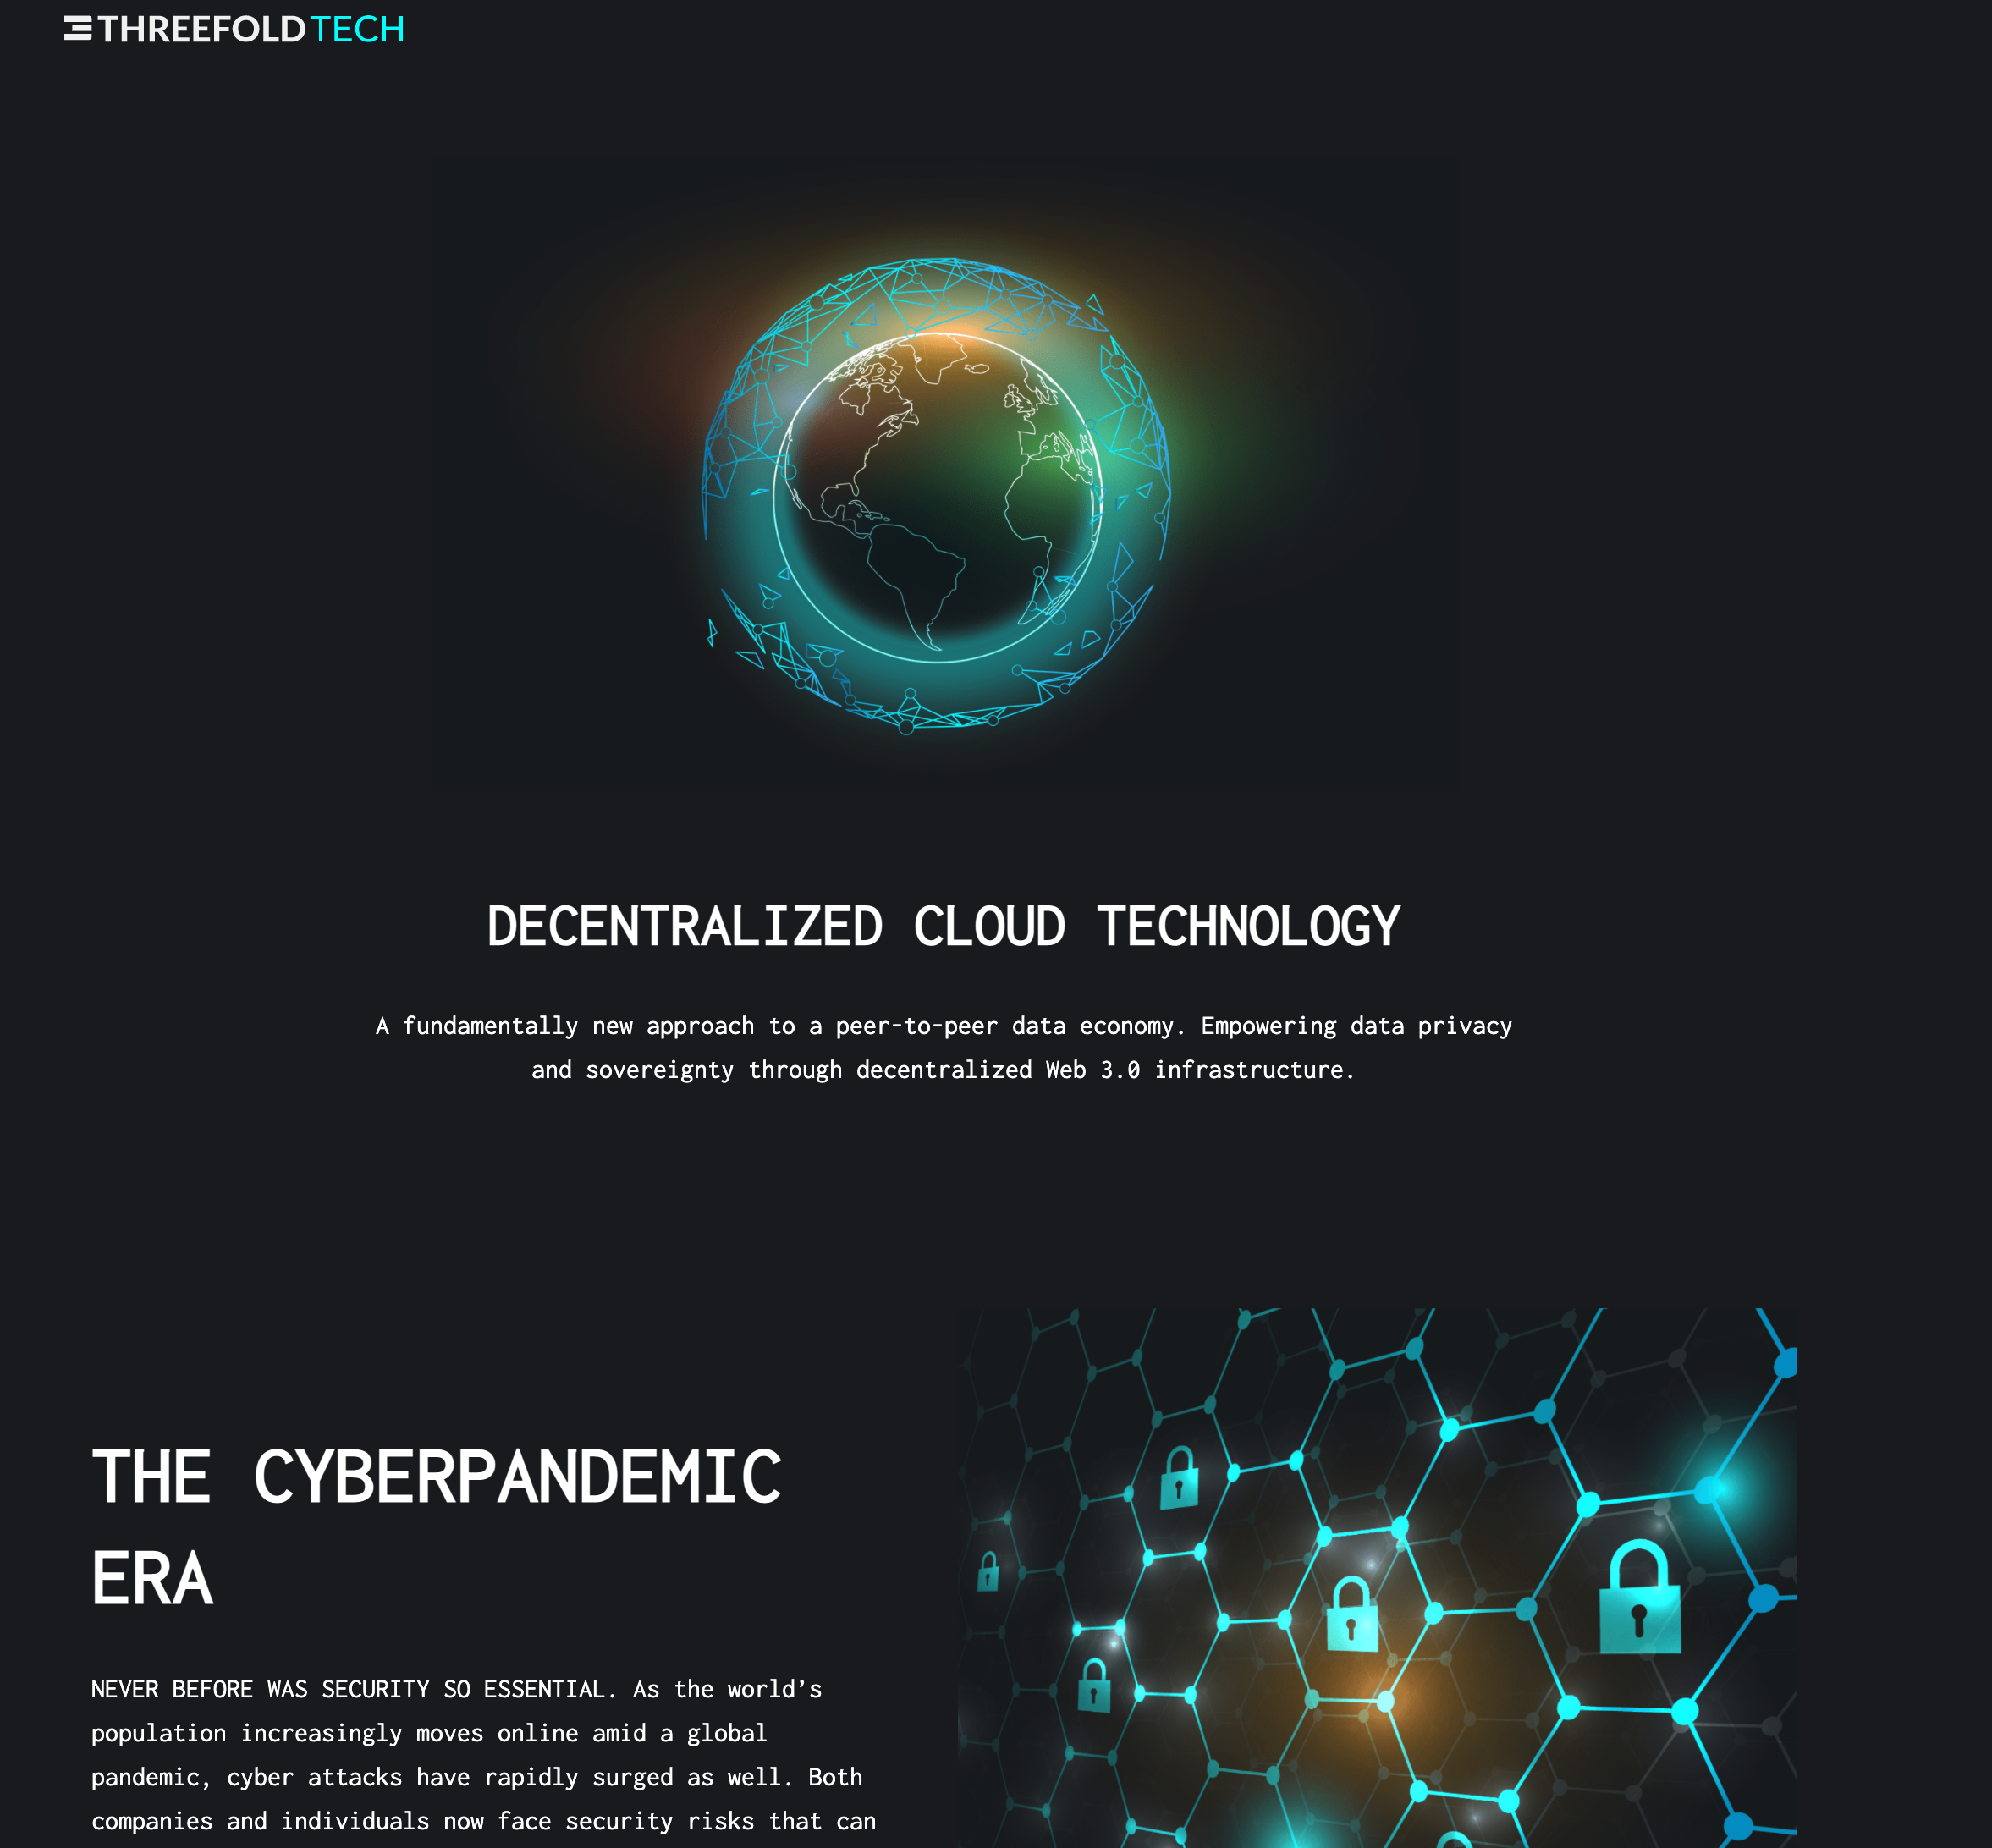 THREEFOLD TECH
DECENTRALIZED CLOUD TECHNOLOGY
A fundamentally new approach to a peer-to-peer data economy. Empowering data privacy
and sovereignty through decentralized Web 3.0 infrastructure.
THE CYBERPANDEMIC
ERA
NEVER BEFORE WAS SECURITY SO ESSENTIAL. As the world’s
population increasingly moves online amid a global
pandemic, cyber attacks have rapidly surged as well. Both
companies and individuals now face security risks that can